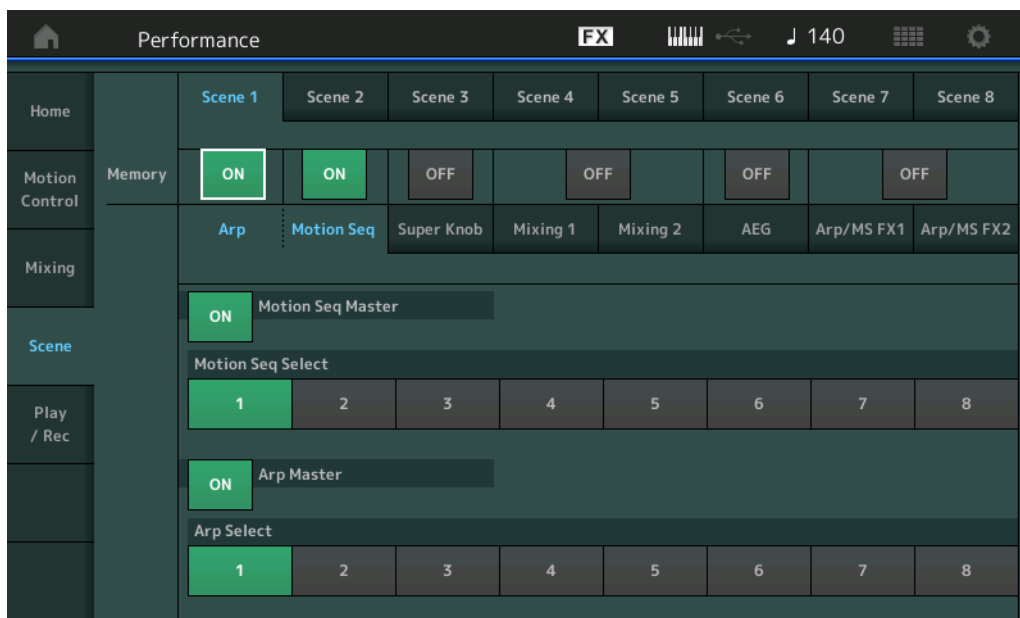 Performance FX 140
Home
Scene 1 Scene 2 Scene 3 Scene 4 Scene 5 Scene 6 Scene 7 Scene 8
Motion
Control
Memory ON ON OFF OFF OFF OFF
Arp Motion Seq Super Knob Mixing 1 Mixing 2 AEG Arp/MS FX1 Arp/MS FX2
Mixing
ON Motion Seq Master
Scene
Motion Seq Select
1 2 3 4 5 6 7 8
Play
/ Rec
ON Arp Master
Arp Select
1 2 3 4 5 6 7 8